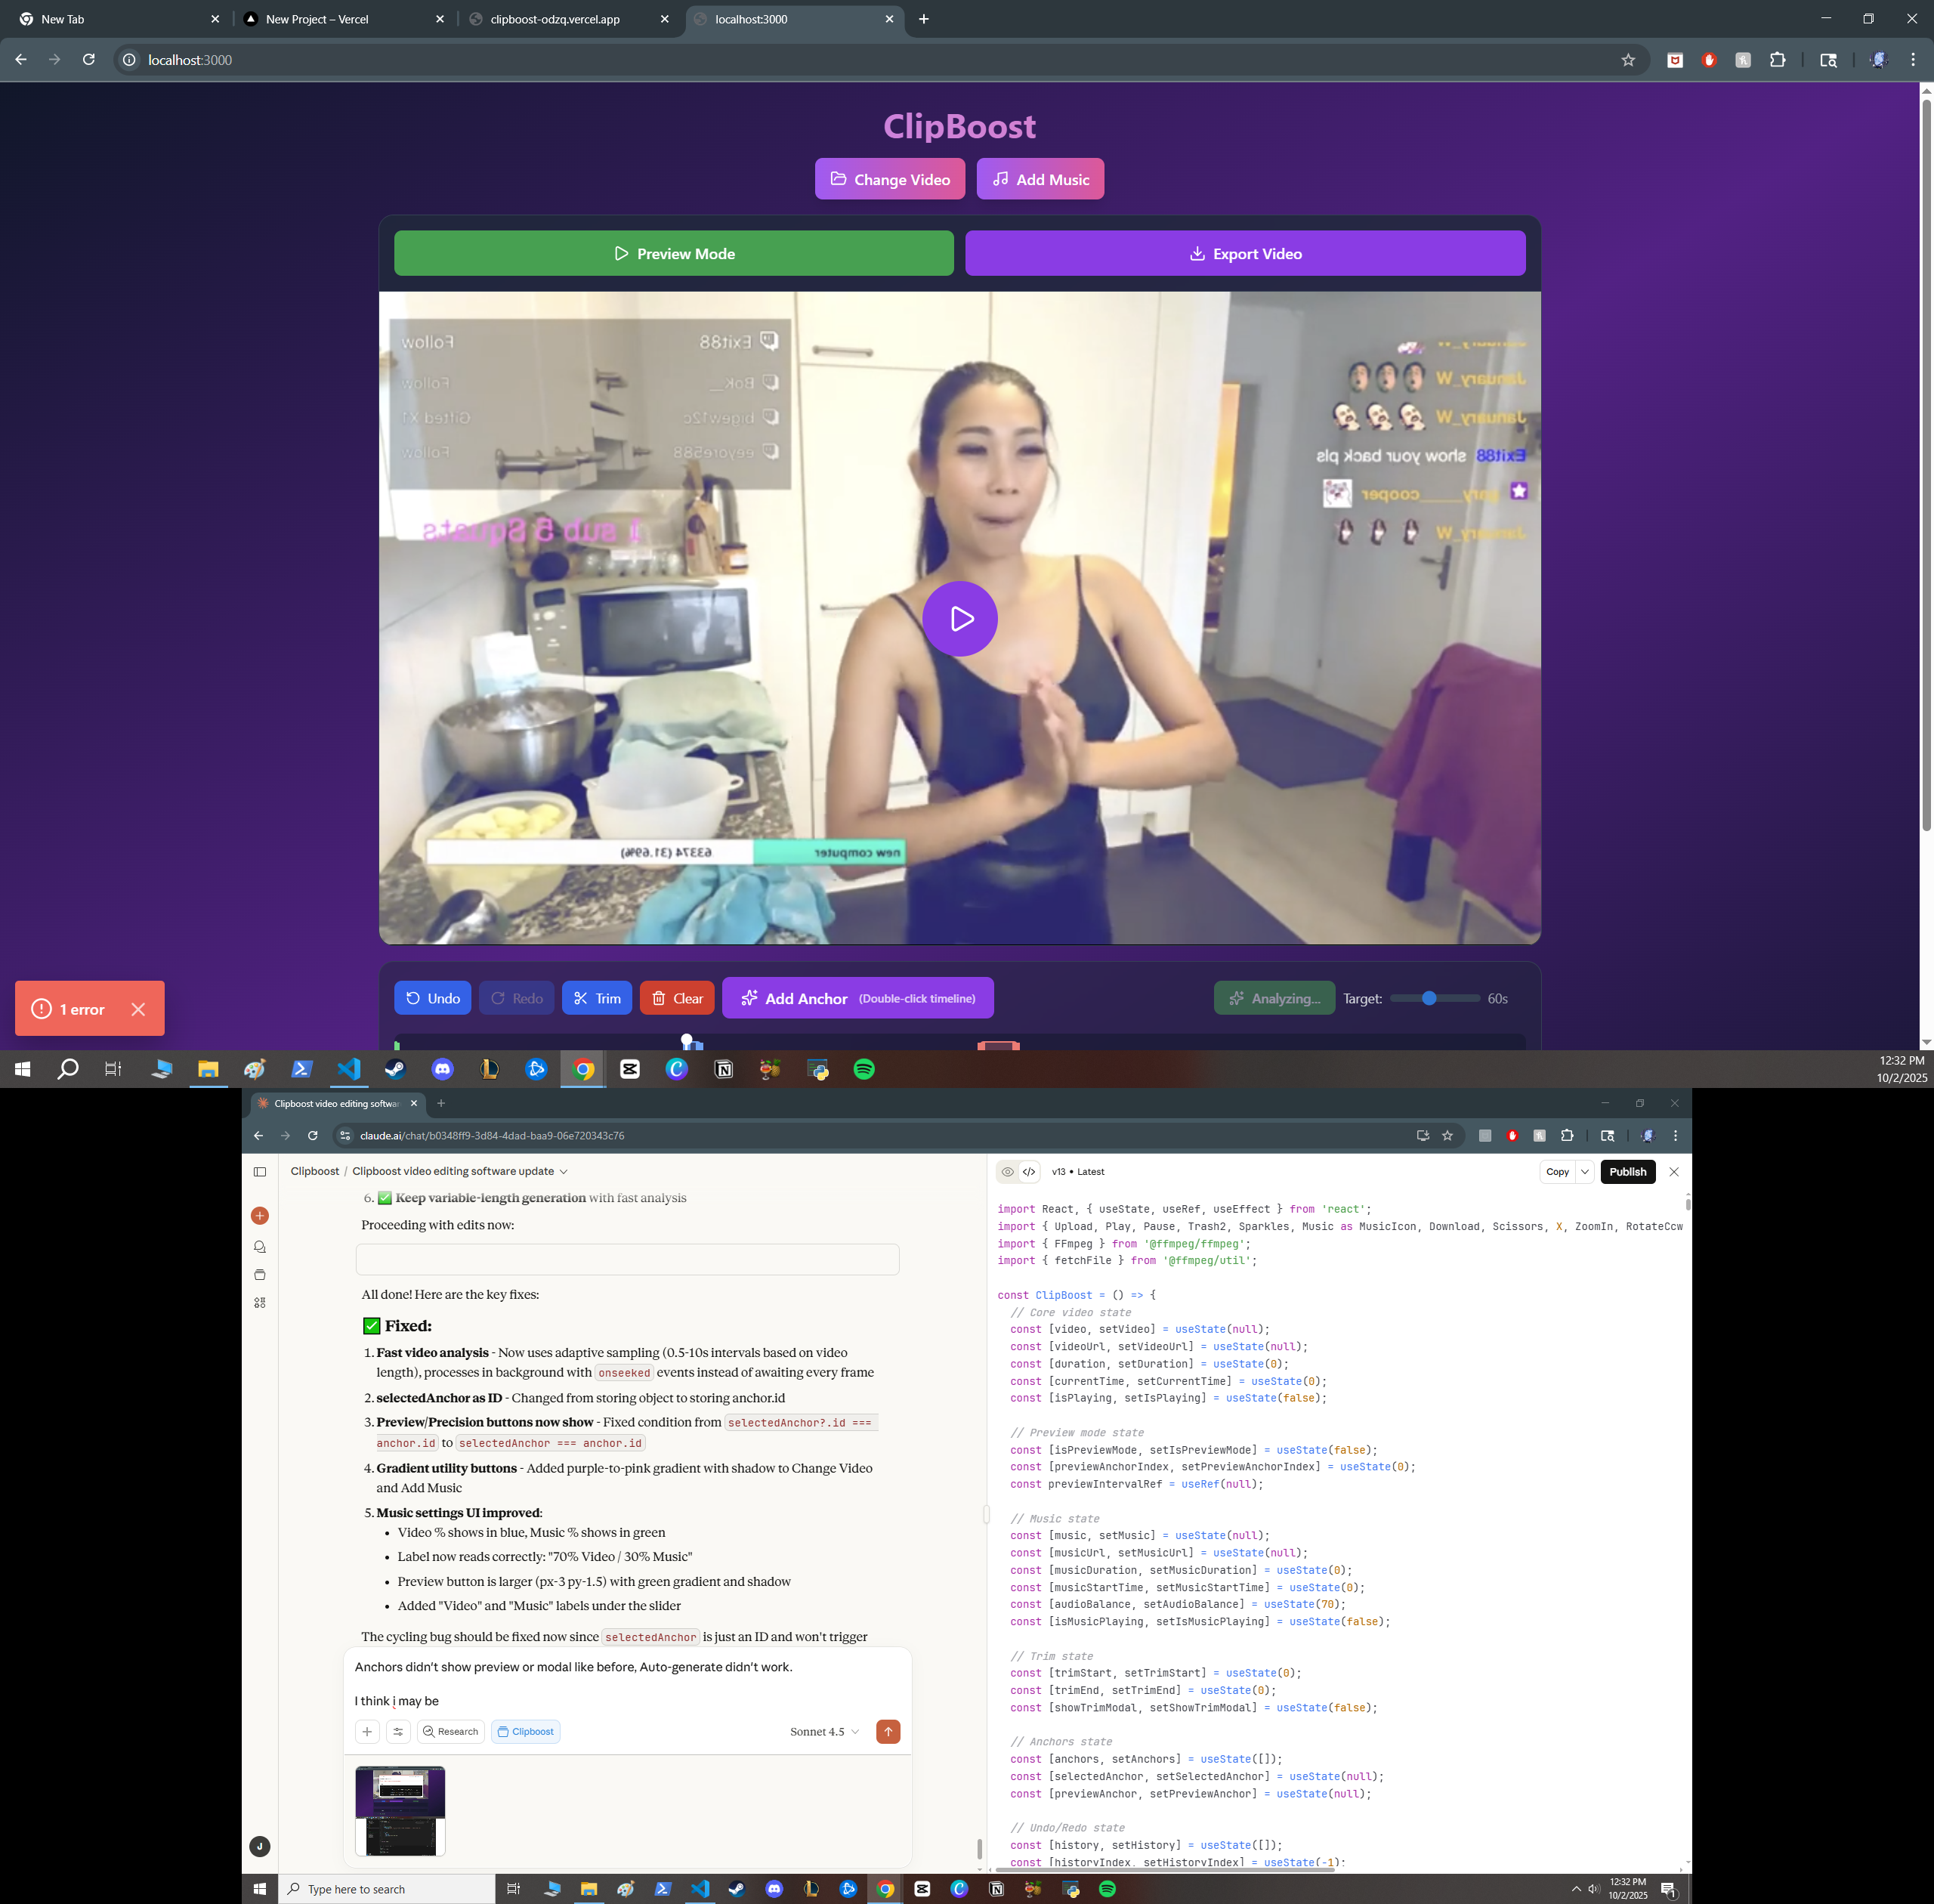 New Tab
New Project – Vercel
clipboost-odzq.vercel.app
localhost:3000
localhost:3000
ClipBoost
Change Video
Add Music
Preview Mode
Export Video
Exit88 Follow
BoK__ Follow
bigew12c Gifted X1
eeyore588 Follow
1 sub 8 Squats
January_W
January_W
Exit88 show your back pls
gary____cooper
January_W
new computer 63374 (31.69%)
1 error
Undo
Redo
Trim
Clear
Add Anchor (Double-click timeline)
Analyzing...
Target:
60s
12:32 PM
10/2/2025
Clipboost video editing softwa
claude.ai/chat/b0348ff9-3d84-4dad-baa9-06e720343c76
Clipboost / Clipboost video editing software update
v13 • Latest
Copy
Publish
6. ✅ Keep variable-length generation with fast analysis
Proceeding with edits now:
All done! Here are the key fixes:
✅ Fixed:
1. Fast video analysis - Now uses adaptive sampling (0.5-10s intervals based on video
length), processes in background with onseeked events instead of awaiting every frame
2. selectedAnchor as ID - Changed from storing object to storing anchor.id
3. Preview/Precision buttons now show - Fixed condition from selectedAnchor?.id ===
anchor.id to selectedAnchor === anchor.id
4. Gradient utility buttons - Added purple-to-pink gradient with shadow to Change Video
and Add Music
5. Music settings UI improved:
• Video % shows in blue, Music % shows in green
• Label now reads correctly: "70% Video / 30% Music"
• Preview button is larger (px-3 py-1.5) with green gradient and shadow
• Added "Video" and "Music" labels under the slider
The cycling bug should be fixed now since selectedAnchor is just an ID and won't trigger
Anchors didn't show preview or modal like before, Auto-generate didn't work.
I think i may be
Research
Clipboost
Sonnet 4.5
J
import React, { useState, useRef, useEffect } from 'react';
import { Upload, Play, Pause, Trash2, Sparkles, Music as MusicIcon, Download, Scissors, X, ZoomIn, RotateCcw
import { FFmpeg } from '@ffmpeg/ffmpeg';
import { fetchFile } from '@ffmpeg/util';
const ClipBoost = () => {
// Core video state
const [video, setVideo] = useState(null);
const [videoUrl, setVideoUrl] = useState(null);
const [duration, setDuration] = useState(0);
const [currentTime, setCurrentTime] = useState(0);
const [isPlaying, setIsPlaying] = useState(false);
// Preview mode state
const [isPreviewMode, setIsPreviewMode] = useState(false);
const [previewAnchorIndex, setPreviewAnchorIndex] = useState(0);
const previewIntervalRef = useRef(null);
// Music state
const [music, setMusic] = useState(null);
const [musicUrl, setMusicUrl] = useState(null);
const [musicDuration, setMusicDuration] = useState(0);
const [musicStartTime, setMusicStartTime] = useState(0);
const [audioBalance, setAudioBalance] = useState(70);
const [isMusicPlaying, setIsMusicPlaying] = useState(false);
// Trim state
const [trimStart, setTrimStart] = useState(0);
const [trimEnd, setTrimEnd] = useState(0);
const [showTrimModal, setShowTrimModal] = useState(false);
// Anchors state
const [anchors, setAnchors] = useState([]);
const [selectedAnchor, setSelectedAnchor] = useState(null);
const [previewAnchor, setPreviewAnchor] = useState(null);
// Undo/Redo state
const [history, setHistory] = useState([]);
const [historyIndex, setHistoryIndex] = useState(-1);
Type here to search
12:32 PM
10/2/2025
1